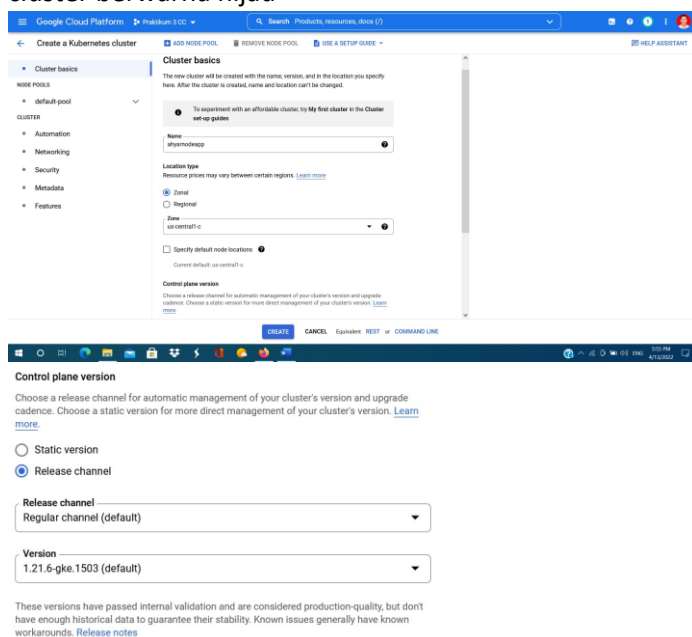 cluster berwarna hijau
Google Cloud Platform Praktikum 3 CC Search Products, resources, docs (/) 1
Create a Kubernetes cluster ADD NODE POOL REMOVE NODE POOL USE A SETUP GUIDE HELP ASSISTANT
Cluster basics
NODE POOLS
default-pool
CLUSTER
Automation
Networking
Security
Metadata
Features
Cluster basics
The new cluster will be created with the name, version, and in the location you specify
here. After the cluster is created, name and location can't be changed.
To experiment with an affordable cluster, try My first cluster in the Cluster
set-up guides
Name
ahyarnodeapp
Location type
Resource prices may vary between certain regions. Learn more
Zonal
Regional
Zone
us-central1-c
Specify default node locations
Current default: us-central1-c
Control plane version
Choose a release channel for automatic management of your cluster's version and upgrade
cadence. Choose a static version for more direct management of your cluster's version. Learn
more.
CREATE CANCEL Equivalent REST or COMMAND LINE
ENG 5:55 PM
4/13/2022
Control plane version
Choose a release channel for automatic management of your cluster's version and upgrade
cadence. Choose a static version for more direct management of your cluster's version. Learn
more.
Static version
Release channel
Release channel
Regular channel (default)
Version
1.21.6-gke.1503 (default)
These versions have passed internal validation and are considered production-quality, but don't
have enough historical data to guarantee their stability. Known issues generally have known
workarounds. Release notes